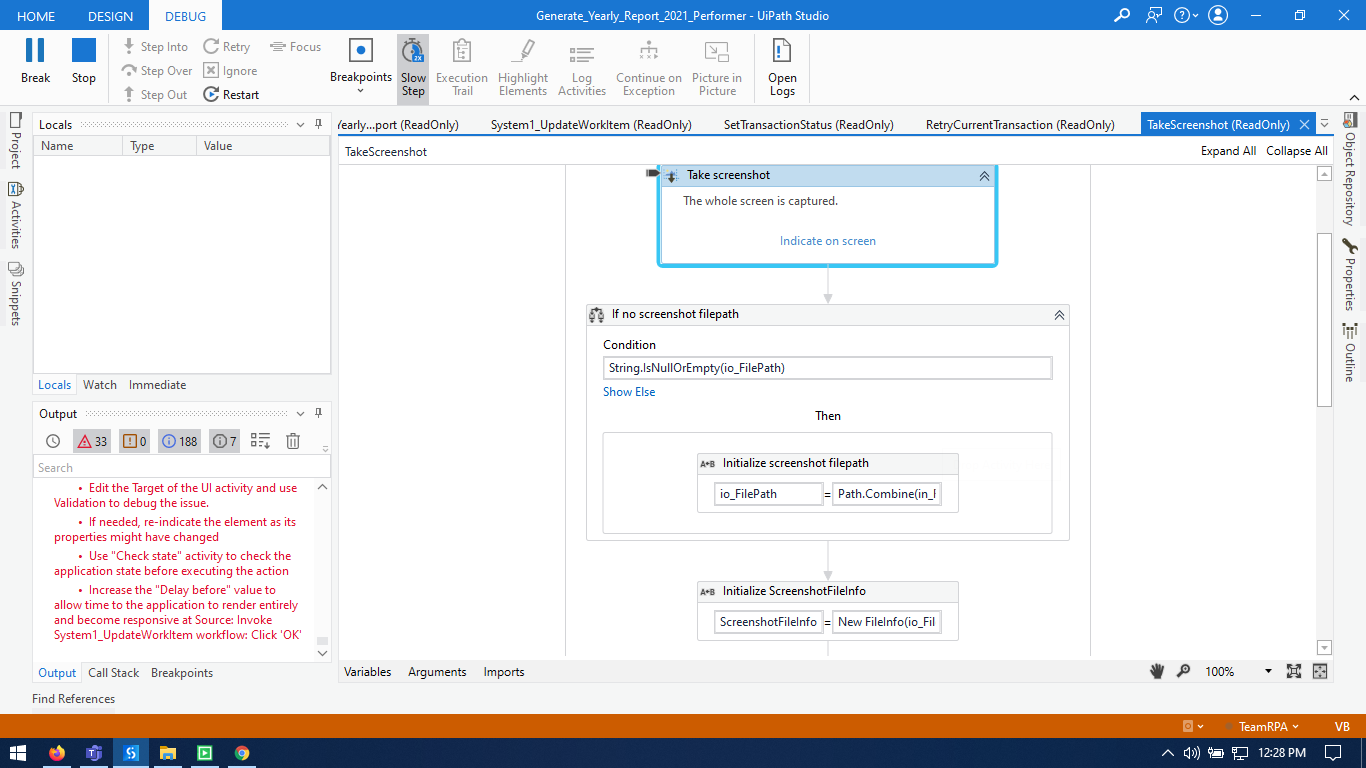 HOME
DESIGN
DEBUG
Generate_Yearly_Report_2021_Performer - UiPath Studio
Break
Stop
Step Into
Step Over
Step Out
Retry
Ignore
Restart
Focus
Breakpoints
2X
Slow
Step
Execution
Trail
Highlight
Elements
Log
Activities
Continue on
Exception
Picture in
Picture
Open
Logs
Project
Activities
Snippets
Locals
Name
Type
Value
Locals
Watch
Immediate
Output
33
0
188
7
Search
• Edit the Target of the UI activity and use
Validation to debug the issue.
• If needed, re-indicate the element as its
properties might have changed
• Use "Check state" activity to check the
application state before executing the action
• Increase the "Delay before" value to
allow time to the application to render entirely
and become responsive at Source: Invoke
System1_UpdateWorkItem workflow: Click 'OK'
Output
Call Stack
Breakpoints
Find References
Yearly...port (ReadOnly)
System1_UpdateWorkItem (ReadOnly)
SetTransactionStatus (ReadOnly)
RetryCurrentTransaction (ReadOnly)
TakeScreenshot (ReadOnly)
TakeScreenshot
Expand All
Collapse All
Take screenshot
The whole screen is captured.
Indicate on screen
If no screenshot filepath
Condition
String.IsNullOrEmpty(io_FilePath)
Show Else
Then
A+B Initialize screenshot filepath
io_FilePath = Path.Combine(in_F
A+B Initialize ScreenshotFileInfo
ScreenshotFileInfo = New FileInfo(io_Fil
Variables
Arguments
Imports
100%
Object Repository
Properties
Outline
TeamRPA
VB
12:28 PM